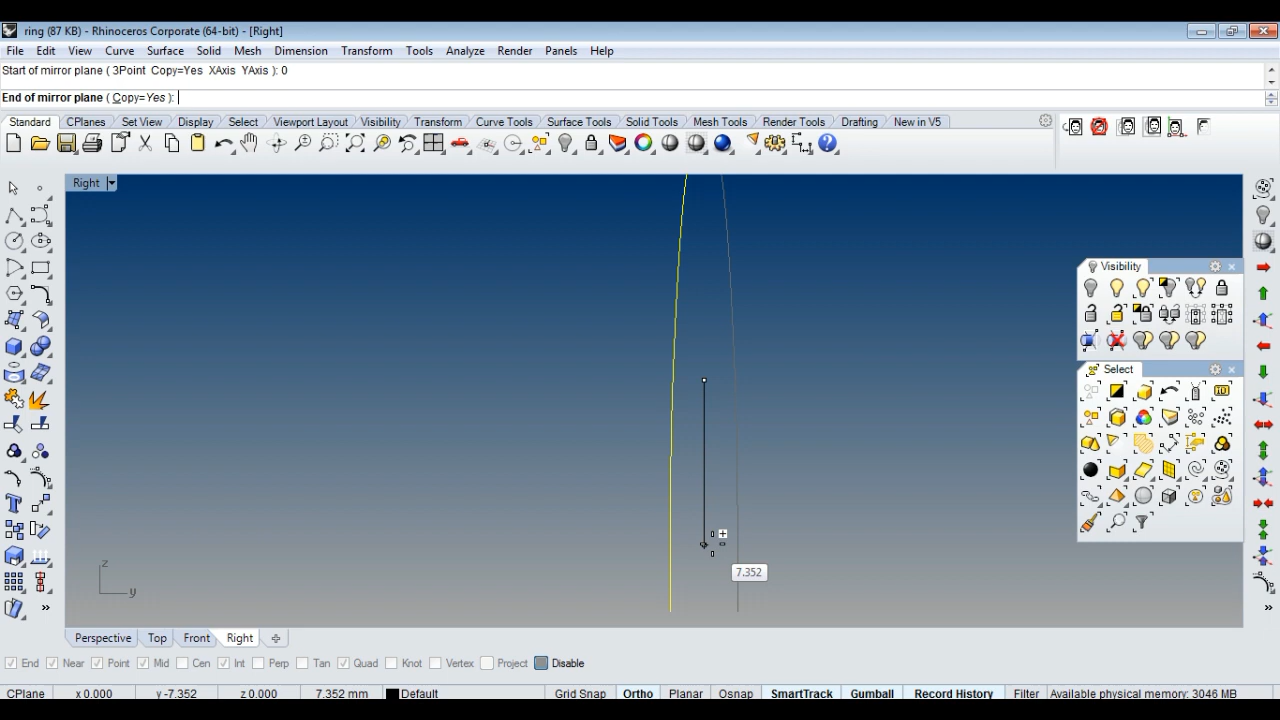 ring (87 KB) - Rhinoceros Corporate (64-bit) - [Right]
File Edit View Curve Surface Solid Mesh Dimension Transform Tools Analyze Render Panels Help
Start of mirror plane ( 3Point Copy=Yes XAxis YAxis ): 0
End of mirror plane ( Copy=Yes ):
Standard CPlanes Set View Display Select Viewport Layout Visibility Transform Curve Tools Surface Tools Solid Tools Mesh Tools Render Tools Drafting New in V5
Right
Visibility
Select
7.352
z
y
Perspective Top Front Right
End Near Point Mid Cen Int Perp Tan Quad Knot Vertex Project Disable
CPlane x 0.000 y -7.352 z 0.000 7.352 mm Default Grid Snap Ortho Planar Osnap SmartTrack Gumball Record History Filter Available physical memory: 3046 MB